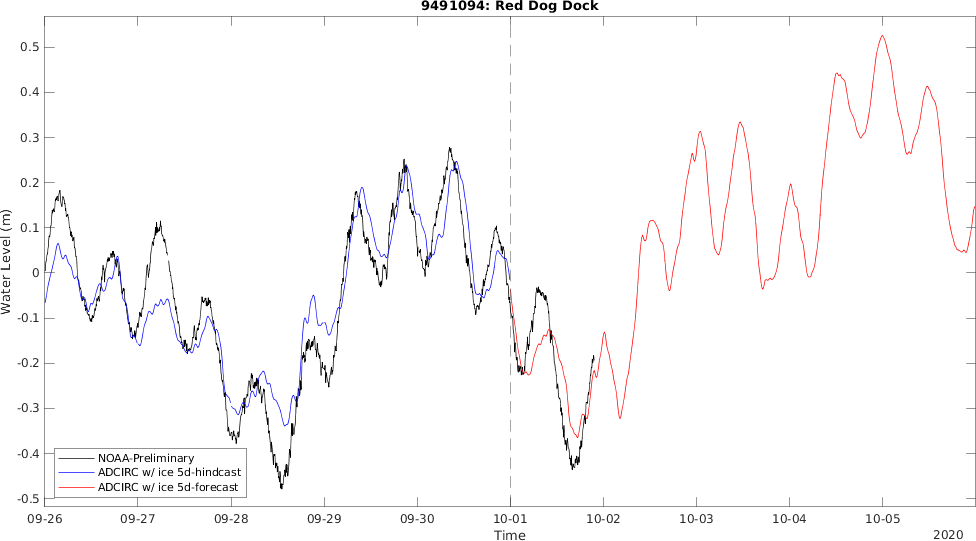 9491094: Red Dog Dock
Water Level (m)
0.5
0.4
0.3
0.2
0.1
0
-0.1
-0.2
-0.3
-0.4
-0.5
NOAA-Preliminary
ADCIRC w/ ice 5d-hindcast
ADCIRC w/ ice 5d-forecast
09-26 09-27 09-28 09-29 09-30 10-01 10-02 10-03 10-04 10-05
Time
2020